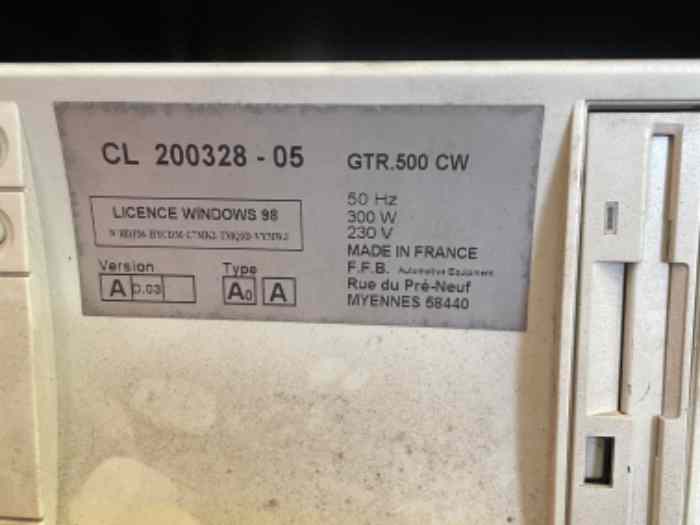 CL 200328 - 05
LICENCE WINDOWS 98
Version
A D.03
Type
A0 A
GTR.500 CW
50 Hz
300 W
230 V
MADE IN FRANCE
F.F.B. Automotive Equipment
Rue du Pré-Neuf
MYENNES 58440